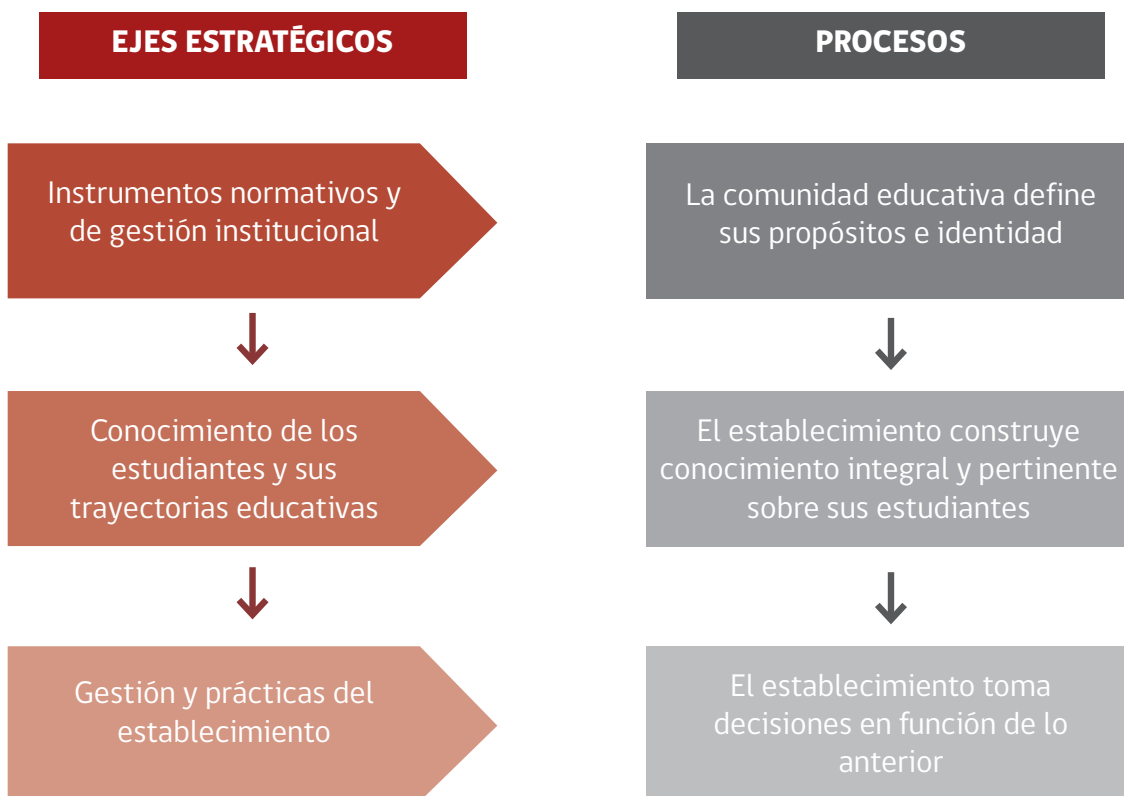 EJES ESTRATÉGICOS
PROCESOS
Instrumentos normativos y
de gestión institucional
La comunidad educativa define
sus propósitos e identidad
Conocimiento de los
estudiantes y sus
trayectorias educativas
El establecimiento construye
conocimiento integral y pertinente
sobre sus estudiantes
Gestión y prácticas del
establecimiento
El establecimiento toma
decisiones en función de lo
anterior